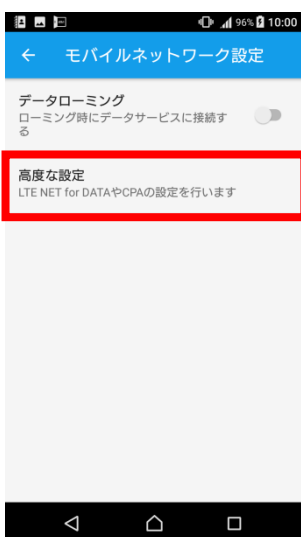 96% 10:00
モバイルネットワーク設定
データローミング
ローミング時にデータサービスに接続す
る
高度な設定
LTE NET for DATAやCPAの設定を行います